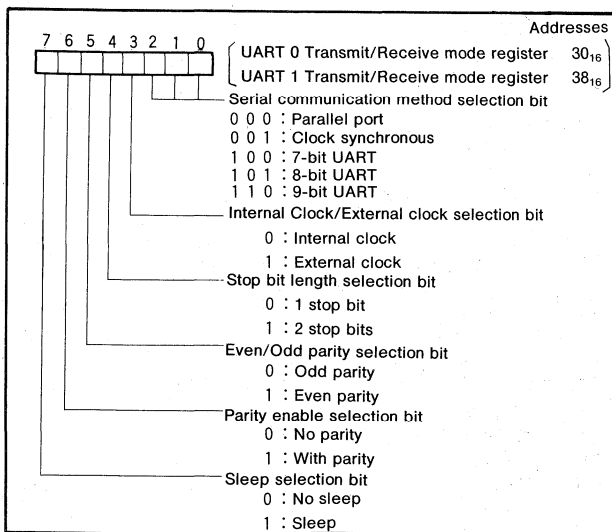 Addresses
7 6 5 4 3 2 1 0
UART 0 Transmit/Receive mode register 30₁₆
UART 1 Transmit/Receive mode register 38₁₆
Serial communication method selection bit
0 0 0 : Parallel port
0 0 1 : Clock synchronous
1 0 0 : 7-bit UART
1 0 1 : 8-bit UART
1 1 0 : 9-bit UART
Internal Clock/External clock selection bit
0 : Internal clock
1 : External clock
Stop bit length selection bit
0 : 1 stop bit
1 : 2 stop bits
Even/Odd parity selection bit
0 : Odd parity
1 : Even parity
Parity enable selection bit
0 : No parity
1 : With parity
Sleep selection bit
0 : No sleep
1 : Sleep